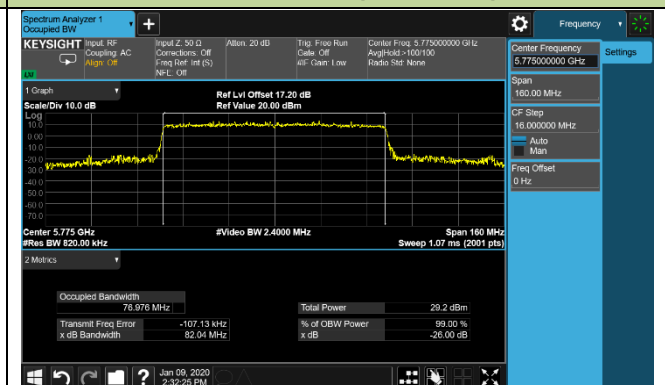 Spectrum Analyzer 1
Occupied BW
Frequency
KEYSIGHT
Input: RF
Coupling: AC
Align: Off
Input Z: 50 Ω
Corrections: Off
Freq Ref: Int (S)
NFE: Off
Atten: 20 dB
Trig: Free Run
Gate: Off
#IF Gain: Low
Center Freq: 5.775000000 GHz
Avg|Hold:>100/100
Radio Std: None
Center Frequency
5.775000000 GHz
Settings
Span
160.00 MHz
CF Step
16.000000 MHz
Auto
Man
Freq Offset
0 Hz
1 Graph
Scale/Div 10.0 dB
Ref Lvl Offset 17.20 dB
Ref Value 20.00 dBm
Log
10.0
0.00
-10.0
-20.0
-30.0
-40.0
-50.0
-60.0
-70.0
Center 5.775 GHz
#Video BW 2.4000 MHz
Span 160 MHz
#Res BW 820.00 kHz
Sweep 1.07 ms (2001 pts)
2 Metrics
Occupied Bandwidth
76.976 MHz
Total Power 29.2 dBm
Transmit Freq Error -107.13 kHz
% of OBW Power 99.00 %
x dB Bandwidth 82.04 MHz
x dB -26.00 dB
?
Jan 09, 2020
2:32:25 PM